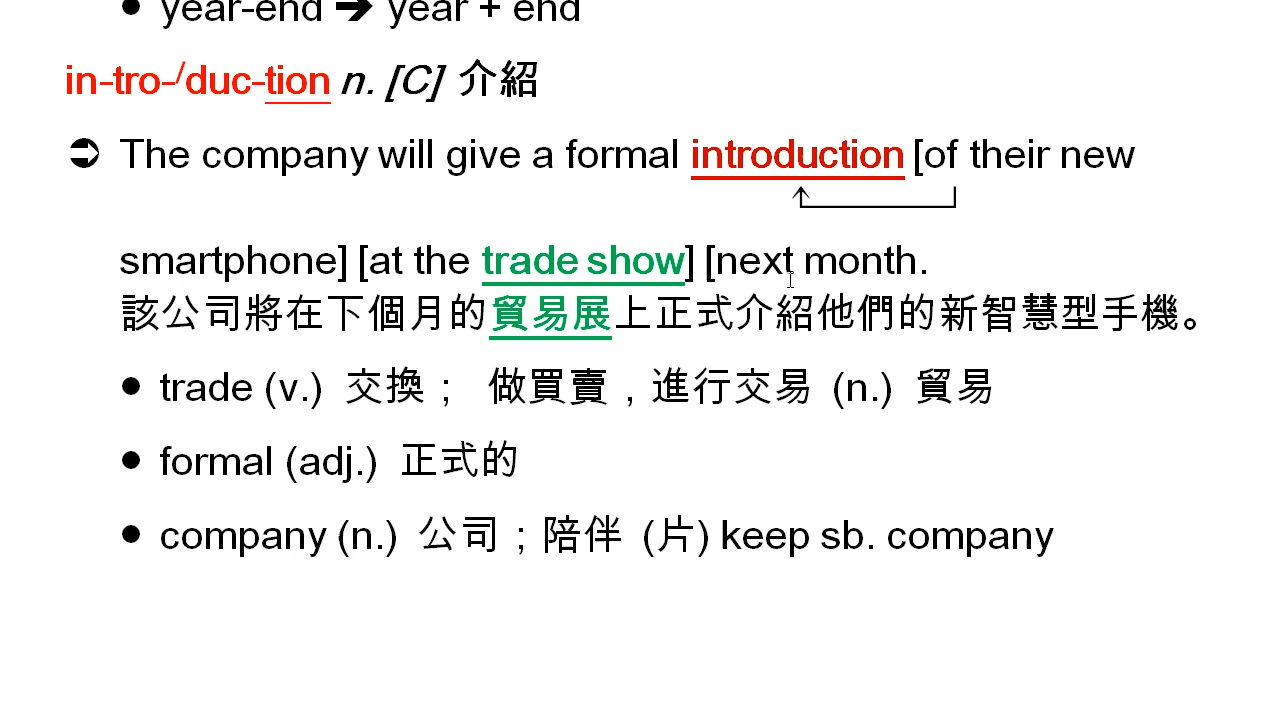 ● year-end ➔ year + end
in-tro-/duc-tion n. [C] 介紹
➲ The company will give a formal introduction [of their new
smartphone] [at the trade show] [next month.
該公司將在下個月的貿易展上正式介紹他們的新智慧型手機。
● trade (v.) 交換； 做買賣，進行交易 (n.) 貿易
● formal (adj.) 正式的
● company (n.) 公司；陪伴 (片) keep sb. company